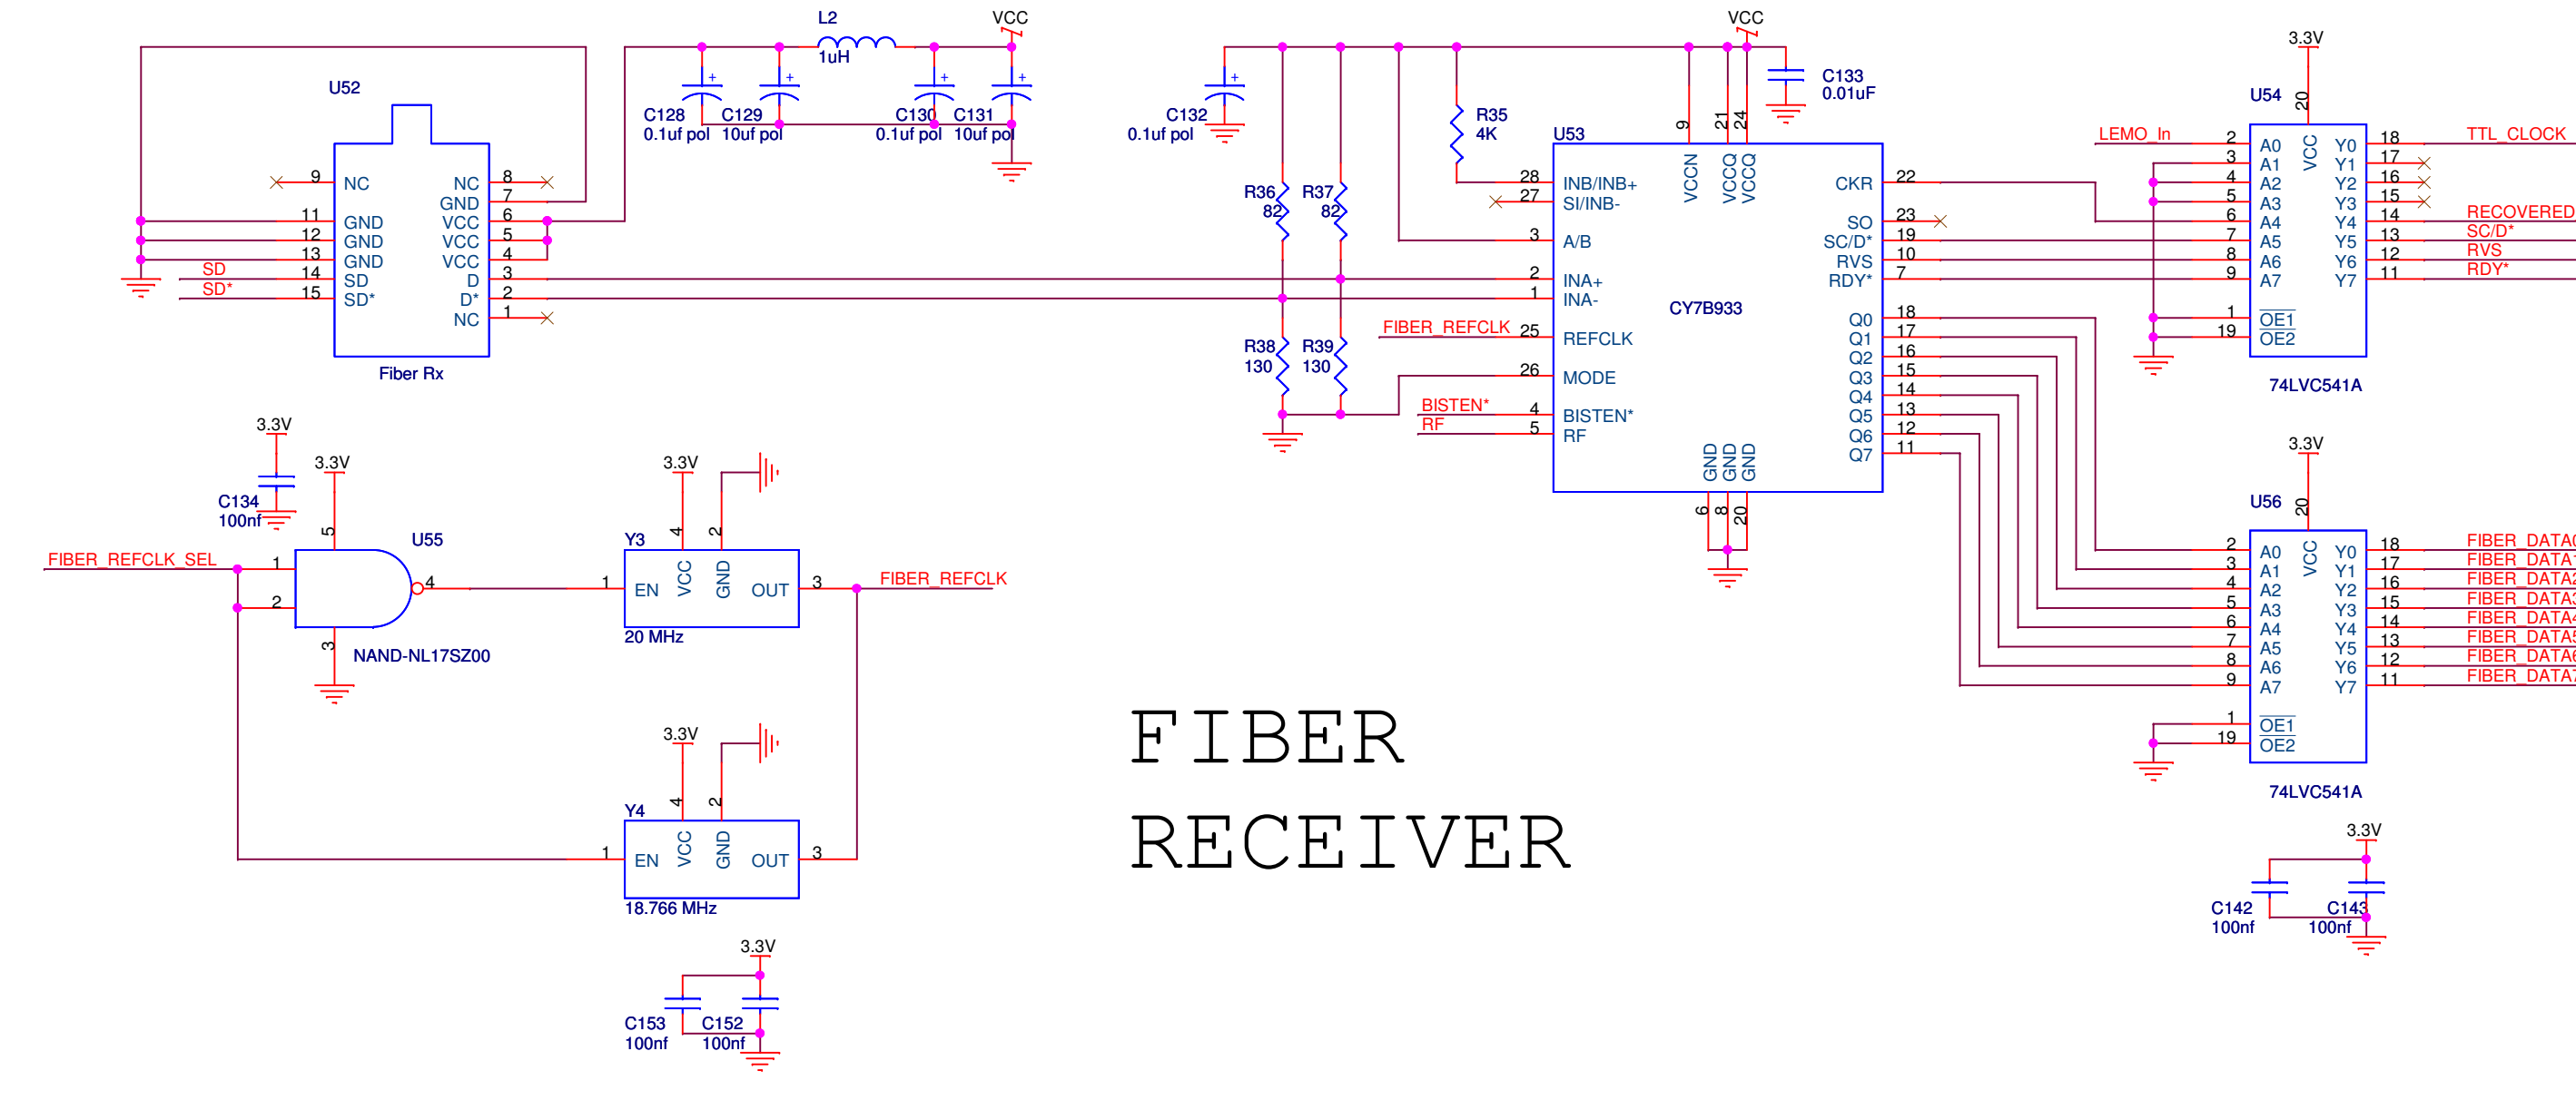 L2
1uH
VCC
C128
0.1uf pol
C129
10uf pol
C130
0.1uf pol
C131
10uf pol
U52
9 NC
11 GND
12 GND
13 GND
SD 14 SD
SD* 15 SD*
NC 8
GND 7
VCC 6
VCC 5
VCC 4
D 3
D* 2
NC 1
Fiber Rx
VCC
C132
0.1uf pol
C133
0.01uF
R35
4K
R36
82
R37
82
R38
130
R39
130
U53
9 VCCN
21 VCCQ
24 VCCQ
28 INB/INB+
27 SI/INB-
3 A/B
2 INA+
1 INA-
FIBER_REFCLK 25 REFCLK
26 MODE
BISTEN* 4 BISTEN*
RF 5 RF
CY7B933
CKR 22
SO 23
SC/D* 19
RVS 10
RDY* 7
Q0 18
Q1 17
Q2 16
Q3 15
Q4 14
Q5 13
Q6 12
Q7 11
GND GND GND
6 8 20
3.3V
U54
20 VCC
LEMO_In 2 A0 Y0 18 TTL_CLOCK
3 A1 Y1 17
4 A2 Y2 16
5 A3 Y3 15
6 A4 Y4 14 RECOVERED
7 A5 Y5 13 SC/D*
8 A6 Y6 12 RVS
9 A7 Y7 11 RDY*
1 OE1
19 OE2
74LVC541A
3.3V
U56
20 VCC
2 A0 Y0 18 FIBER_DATA0
3 A1 Y1 17 FIBER_DATA1
4 A2 Y2 16 FIBER_DATA2
5 A3 Y3 15 FIBER_DATA3
6 A4 Y4 14 FIBER_DATA4
7 A5 Y5 13 FIBER_DATA5
8 A6 Y6 12 FIBER_DATA6
9 A7 Y7 11 FIBER_DATA7
1 OE1
19 OE2
74LVC541A
3.3V
C142
100nf
C143
100nf
3.3V
C134
100nf
3.3V
5
U55
FIBER_REFCLK_SEL 1
2
4
3
NAND-NL17SZ00
3.3V
4 2
Y3
1 EN VCC GND OUT 3 FIBER_REFCLK
20 MHz
3.3V
4 2
Y4
1 EN VCC GND OUT 3
18.766 MHz
3.3V
C153
100nf
C152
100nf
FIBER
RECEIVER